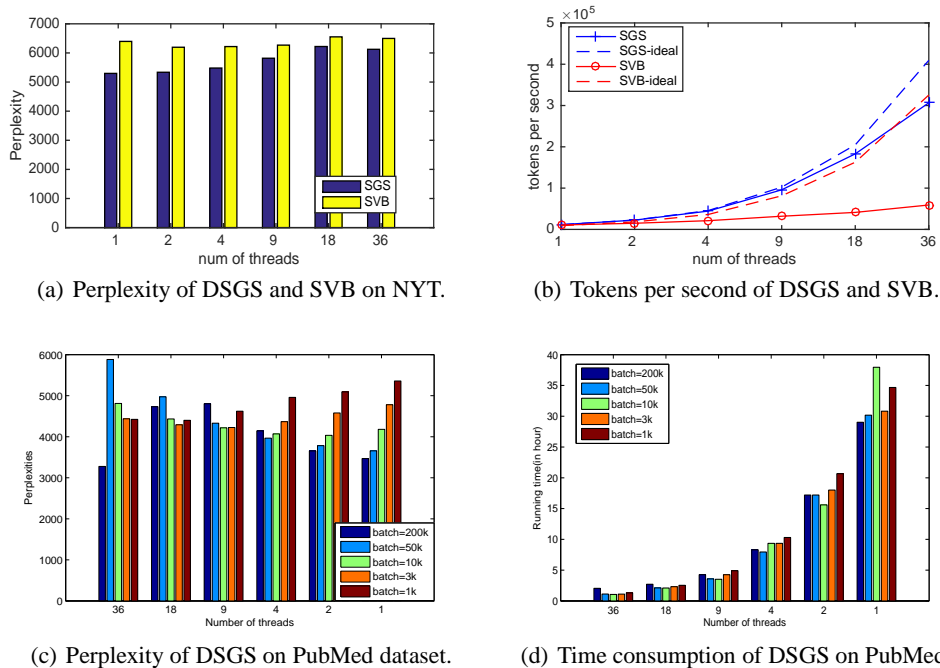 7000
6000
5000
4000
3000
2000
1000
0
Perplexity
SGS
SVB
1 2 4 9 18 36
num of threads
(a) Perplexity of DSGS and SVB on NYT.
×10⁵
5
4
3
2
1
0
tokens per second
SGS
SGS-ideal
SVB
SVB-ideal
1 2 4 9 18 36
num of threads
(b) Tokens per second of DSGS and SVB.
6000
5000
4000
3000
2000
1000
0
Perplexities
batch=200k
batch=50k
batch=10k
batch=3k
batch=1k
36 18 9 4 2 1
Number of threads
(c) Perplexity of DSGS on PubMed dataset.
40
35
30
25
20
15
10
5
0
Running time(in hour)
batch=200k
batch=50k
batch=10k
batch=3k
batch=1k
36 18 9 4 2 1
Number of threads
(d) Time consumption of DSGS on PubMed